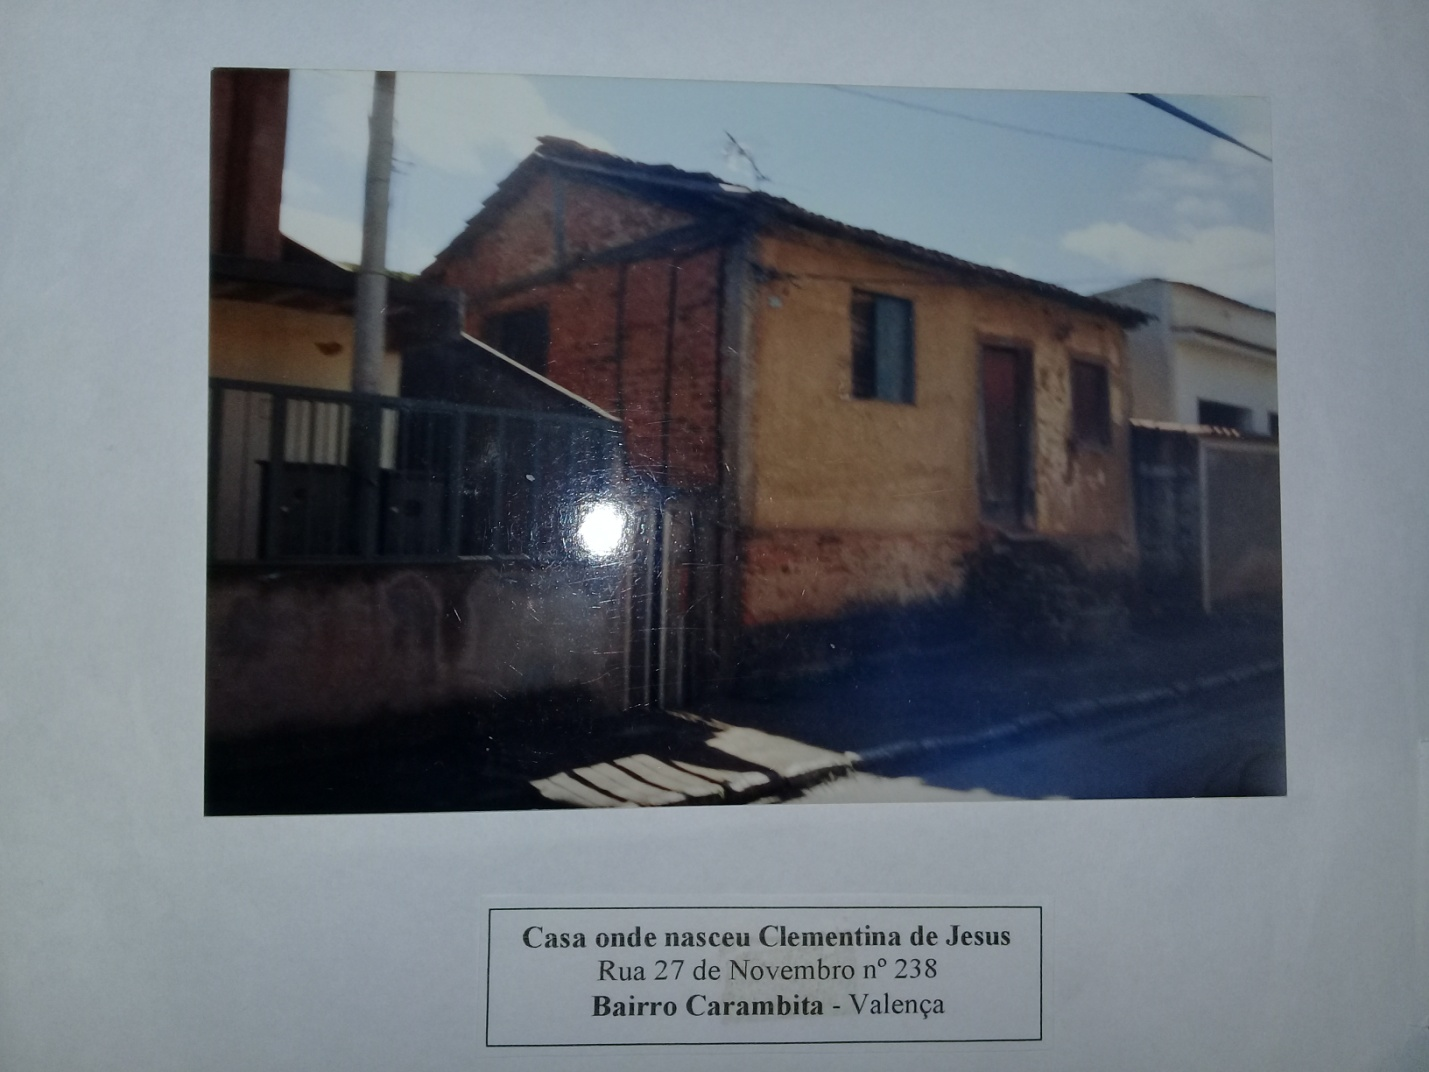 Casa onde nasceu Clementina de Jesus
Rua 27 de Novembro nº 238
Bairro Carambita - Valença